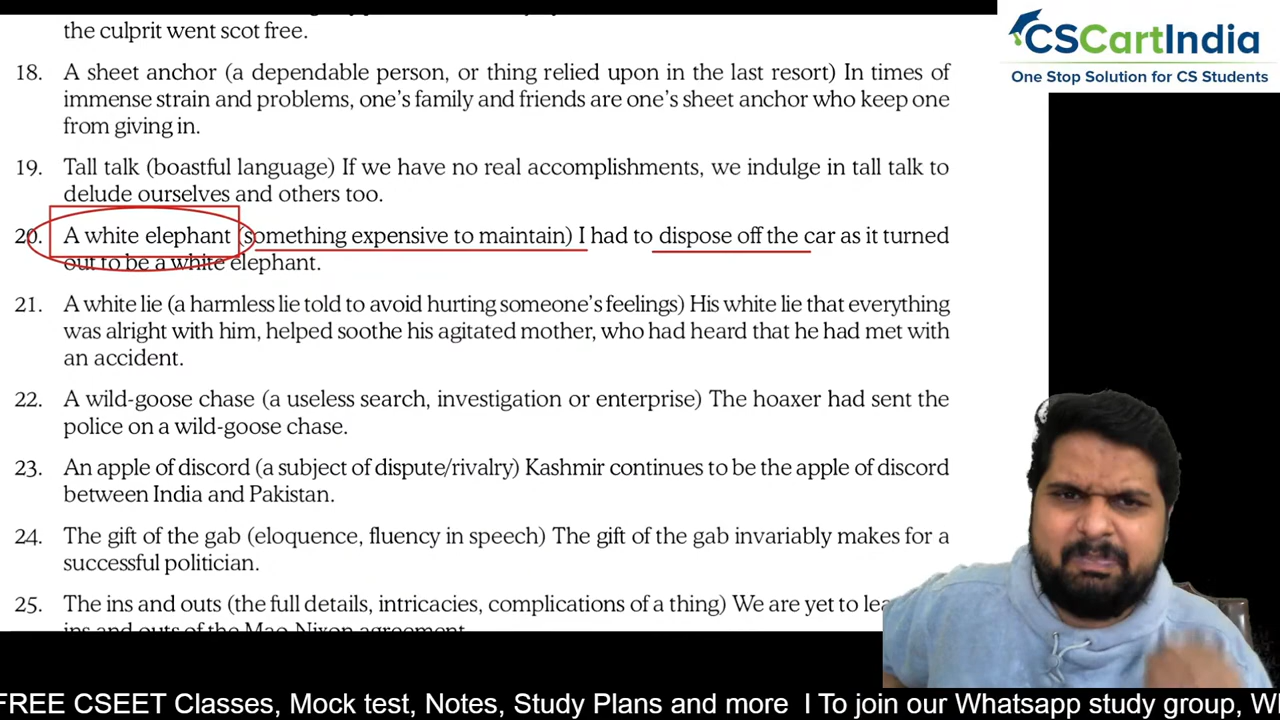 the culprit went scot free.
CSCartIndia
One Stop Solution for CS Students
18. A sheet anchor (a dependable person, or thing relied upon in the last resort) In times of
immense strain and problems, one's family and friends are one's sheet anchor who keep one
from giving in.
19. Tall talk (boastful language) If we have no real accomplishments, we indulge in tall talk to
delude ourselves and others too.
20. A white elephant (something expensive to maintain) I had to dispose off the car as it turned
out to be a white elephant.
21. A white lie (a harmless lie told to avoid hurting someone's feelings) His white lie that everything
was alright with him, helped soothe his agitated mother, who had heard that he had met with
an accident.
22. A wild-goose chase (a useless search, investigation or enterprise) The hoaxer had sent the
police on a wild-goose chase.
23. An apple of discord (a subject of dispute/rivalry) Kashmir continues to be the apple of discord
between India and Pakistan.
24. The gift of the gab (eloquence, fluency in speech) The gift of the gab invariably makes for a
successful politician.
25. The ins and outs (the full details, intricacies, complications of a thing) We are yet to
ins and outs of the Mao-Nixon agreement
FREE CSEET Classes, Mock test, Notes, Study Plans and more I To join our Whatsapp study group,